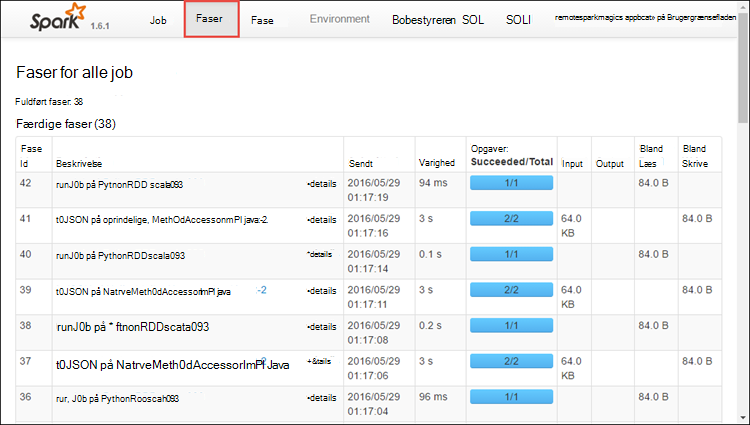 Spark 1.6.1 Job Faser Fase Environment Bobestyreren SQL SOLI remotesparkmagics appbcat» på Brugergrænsefladen
Faser for alle job
Fuldført faser: 38
Færdige faser (38)
Fase Id Beskrivelse Sendt Varighed Opgaver: Succeeded/Total Input Output Bland Læs Bland Skrive
42 runJ0b på PytnonRDD scala093 •details 2016/05/29 01:17:19 94 ms 1/1 84.0 B
41 t0JSON på oprindelige, MethOdAccessonmPl java:-2. •details 2016/05/29 01:17:16 3 s 2/2 64.0 KB 84.0 B
40 runJ0b på PythonRDDscala093 *details 2016/05/29 01:17:14 0.1 s 1/1 84.0 B
39 t0JSON på NatrveMeth0dAccessorImPl java -2 •details 2016/05/29 01:17:11 3 s 2/2 64.0 KB 84.0 B
38 runJ0b på * ftnonRDDscata093 •details 2016/05/29 01:17:08 0.2 s 1/1 84.0 B
37 t0JSON på NatrveMeth0dAccessorImPl Java 2016/05/29 01:17:06 3 s 2/2 64.0 KB 84.0 B
36 rur, J0b på PythonRooscah093 •details 2016/05/29 01:17:04 96 ms 1/1 84.0 B